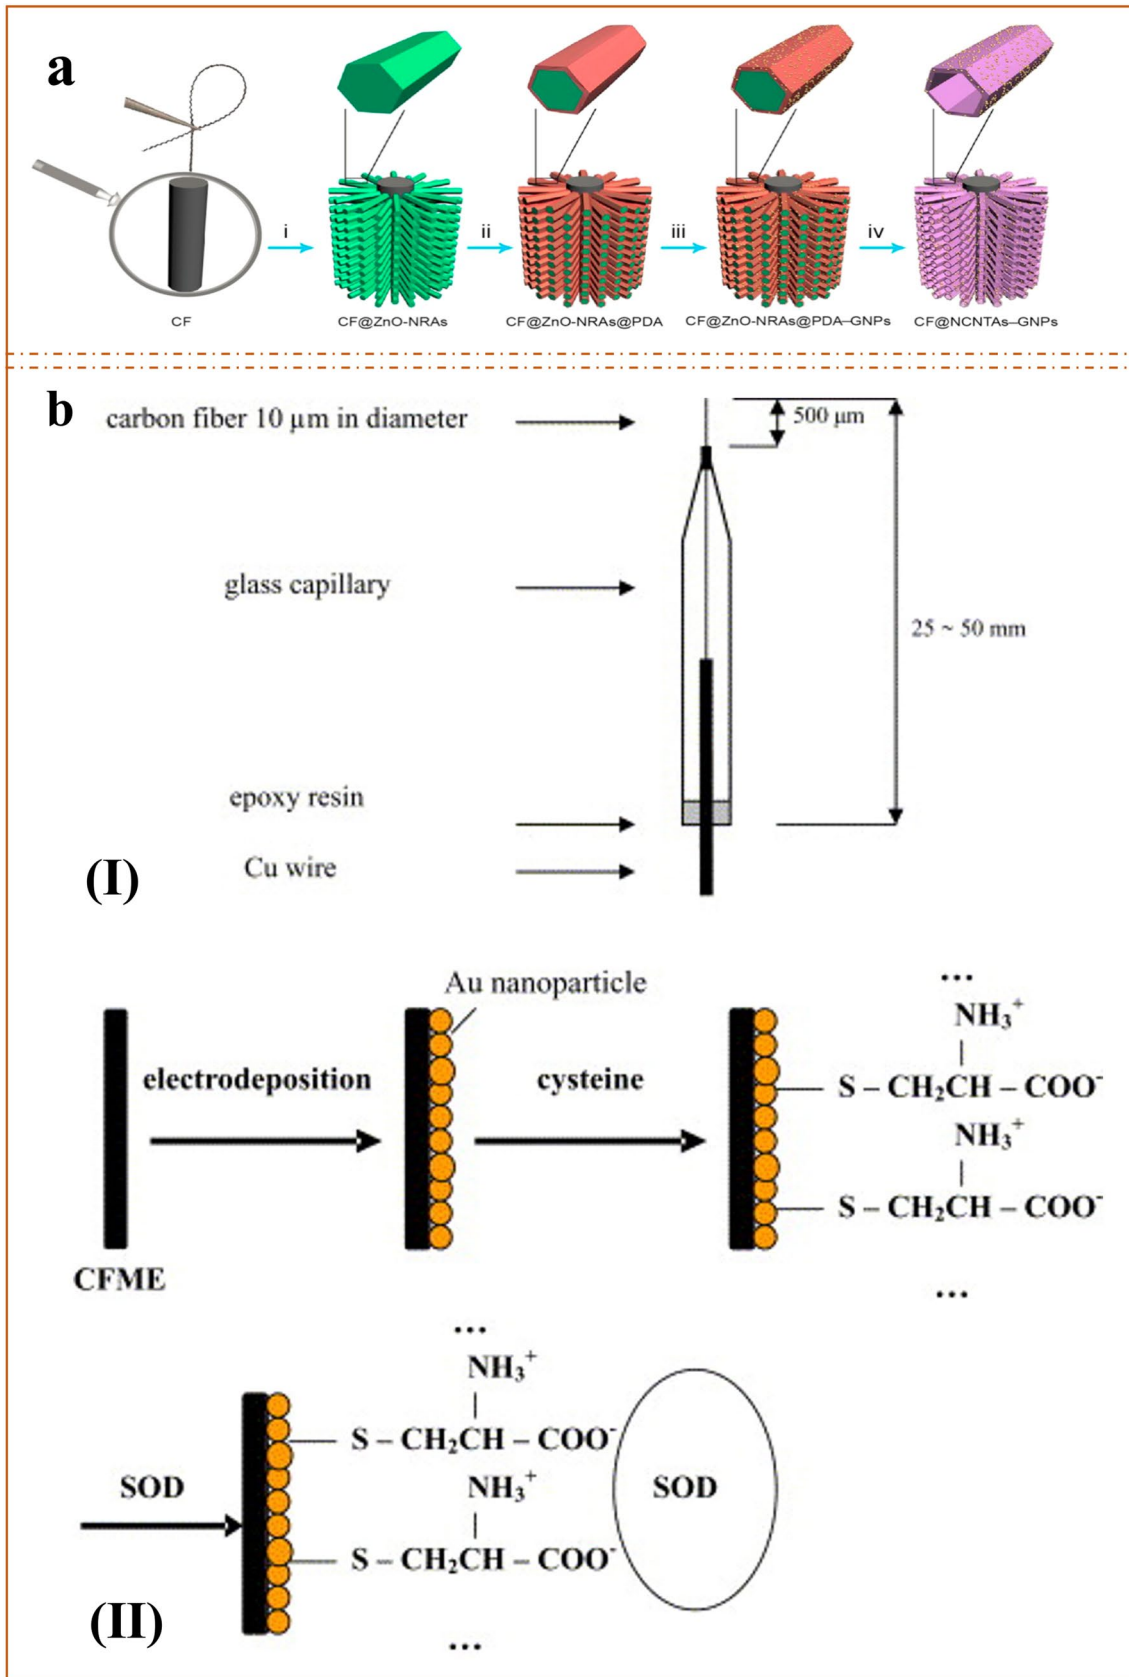 a
i
ii
iii
iv
CF
CF@ZnO-NRAs
CF@ZnO-NRAs@PDA
CF@ZnO-NRAs@PDA–GNPs
CF@NCNTAs–GNPs
b
carbon fiber 10 μm in diameter
500 μm
glass capillary
25 ~ 50 mm
epoxy resin
Cu wire
(I)
Au nanoparticle
...
NH₃⁺
electrodeposition
cysteine
S – CH₂CH – COO⁻
NH₃⁺
S – CH₂CH – COO⁻
CFME
...
...
NH₃⁺
S – CH₂CH – COO⁻
SOD
NH₃⁺
SOD
S – CH₂CH – COO⁻
(II)
...